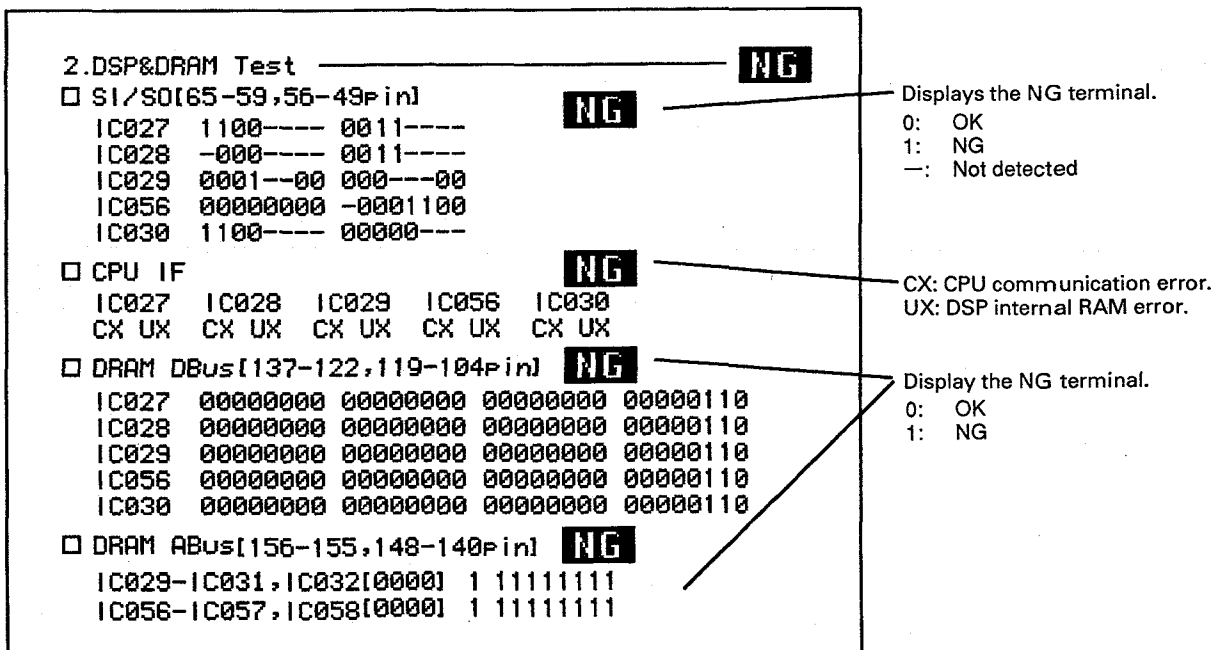 2.DSP&DRAM Test NG
□ SI/SO[65-59,56-49pin] NG
IC027 1100---- 0011----
IC028 -000---- 0011----
IC029 0001--00 000---00
IC056 00000000 -0001100
IC030 1100---- 00000---
□ CPU IF NG
IC027 IC028 IC029 IC056 IC030
CX UX CX UX CX UX CX UX CX UX
□ DRAM DBus[137-122,119-104pin] NG
IC027 00000000 00000000 00000000 00000110
IC028 00000000 00000000 00000000 00000110
IC029 00000000 00000000 00000000 00000110
IC056 00000000 00000000 00000000 00000110
IC030 00000000 00000000 00000000 00000110
□ DRAM ABus[156-155,148-140pin] NG
IC029-IC031,IC032[0000] 1 11111111
IC056-IC057,IC058[0000] 1 11111111
Displays the NG terminal.
0: OK
1: NG
—: Not detected
CX: CPU communication error.
UX: DSP internal RAM error.
Display the NG terminal.
0: OK
1: NG